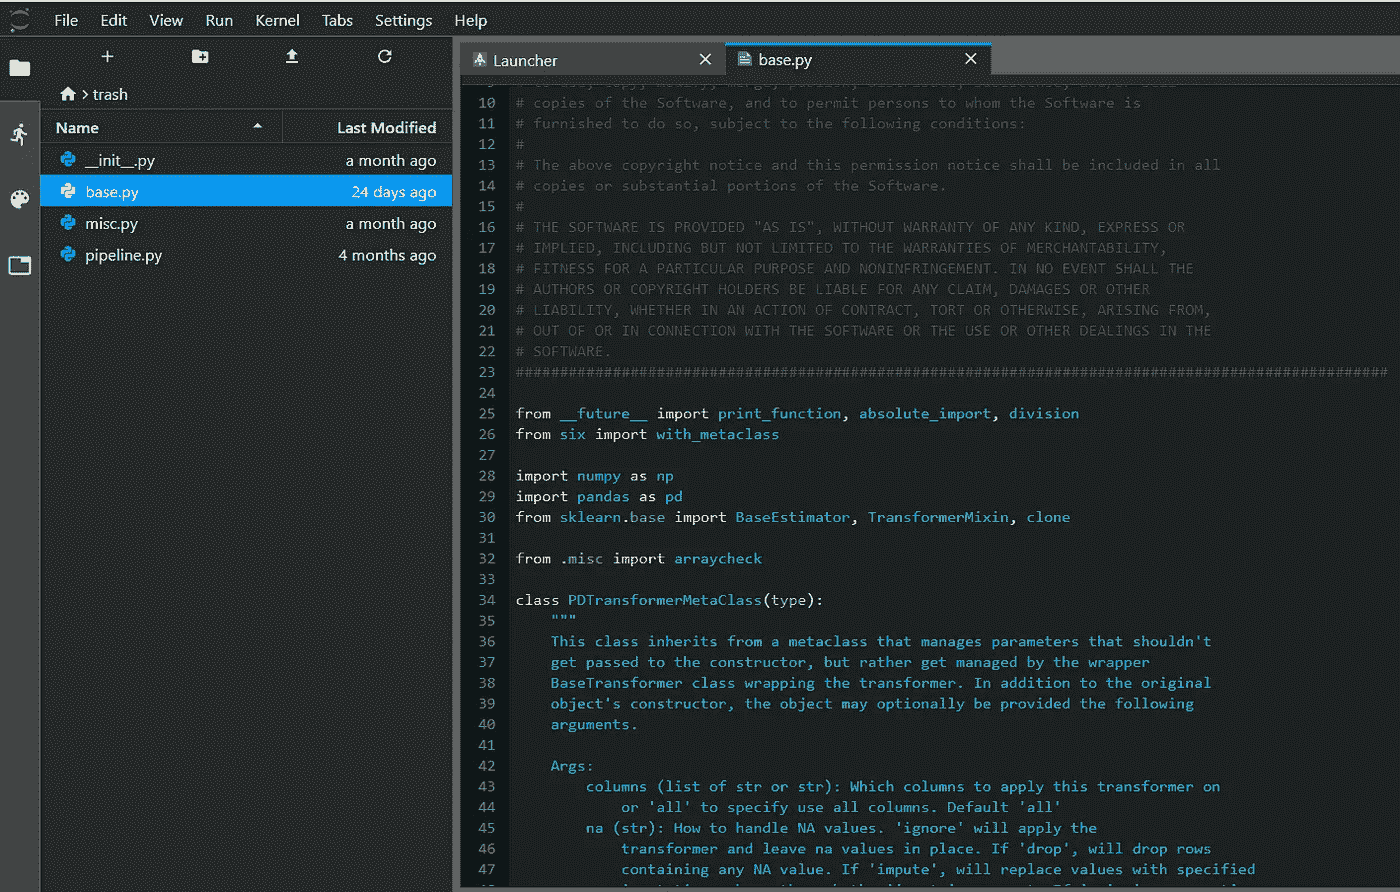 File Edit View Run Kernel Tabs Settings Help
Launcher
base.py
trash
Name Last Modified
__init__.py a month ago
base.py 24 days ago
misc.py a month ago
pipeline.py 4 months ago
10 # copies of the Software, and to permit persons to whom the Software is
11 # furnished to do so, subject to the following conditions:
12 #
13 # The above copyright notice and this permission notice shall be included in all
14 # copies or substantial portions of the Software.
15 #
16 # THE SOFTWARE IS PROVIDED "AS IS", WITHOUT WARRANTY OF ANY KIND, EXPRESS OR
17 # IMPLIED, INCLUDING BUT NOT LIMITED TO THE WARRANTIES OF MERCHANTABILITY,
18 # FITNESS FOR A PARTICULAR PURPOSE AND NONINFRINGEMENT. IN NO EVENT SHALL THE
19 # AUTHORS OR COPYRIGHT HOLDERS BE LIABLE FOR ANY CLAIM, DAMAGES OR OTHER
20 # LIABILITY, WHETHER IN AN ACTION OF CONTRACT, TORT OR OTHERWISE, ARISING FROM,
21 # OUT OF OR IN CONNECTION WITH THE SOFTWARE OR THE USE OR OTHER DEALINGS IN THE
22 # SOFTWARE.
23 ###################################################################################################
24
25 from __future__ import print_function, absolute_import, division
26 from six import with_metaclass
27
28 import numpy as np
29 import pandas as pd
30 from sklearn.base import BaseEstimator, TransformerMixin, clone
31
32 from .misc import arraycheck
33
34 class PDTransformerMetaClass(type):
35 """
36 This class inherits from a metaclass that manages parameters that shouldn't
37 get passed to the constructor, but rather get managed by the wrapper
38 BaseTransformer class wrapping the transformer. In addition to the original
39 object's constructor, the object may optionally be provided the following
40 arguments.
41
42 Args:
43 columns (list of str or str): Which columns to apply this transformer on
44 or 'all' to specify use all columns. Default 'all'
45 na (str): How to handle NA values. 'ignore' will apply the
46 transformer and leave na values in place. If 'drop', will drop rows
47 containing any NA value. If 'impute', will replace values with specified